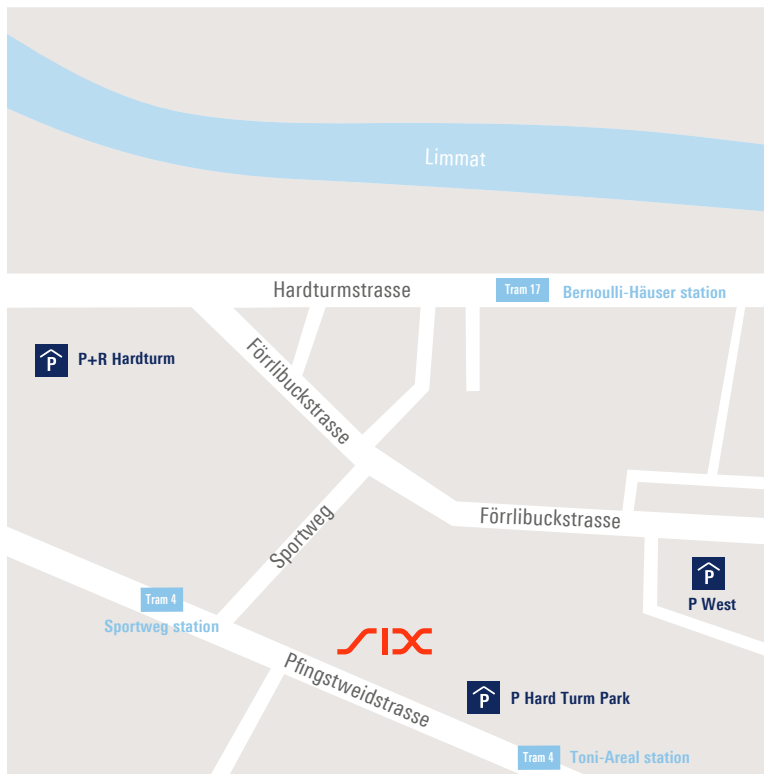 Limmat
Hardturmstrasse
Tram 17
Bernoulli-Häuser station
P
P+R Hardturm
Förrlibuckstrasse
Sportweg
Förrlibuckstrasse
P
P West
Tram 4
Sportweg station
SIX
Pfingstweidstrasse
P
P Hard Turm Park
Tram 4
Toni-Areal station